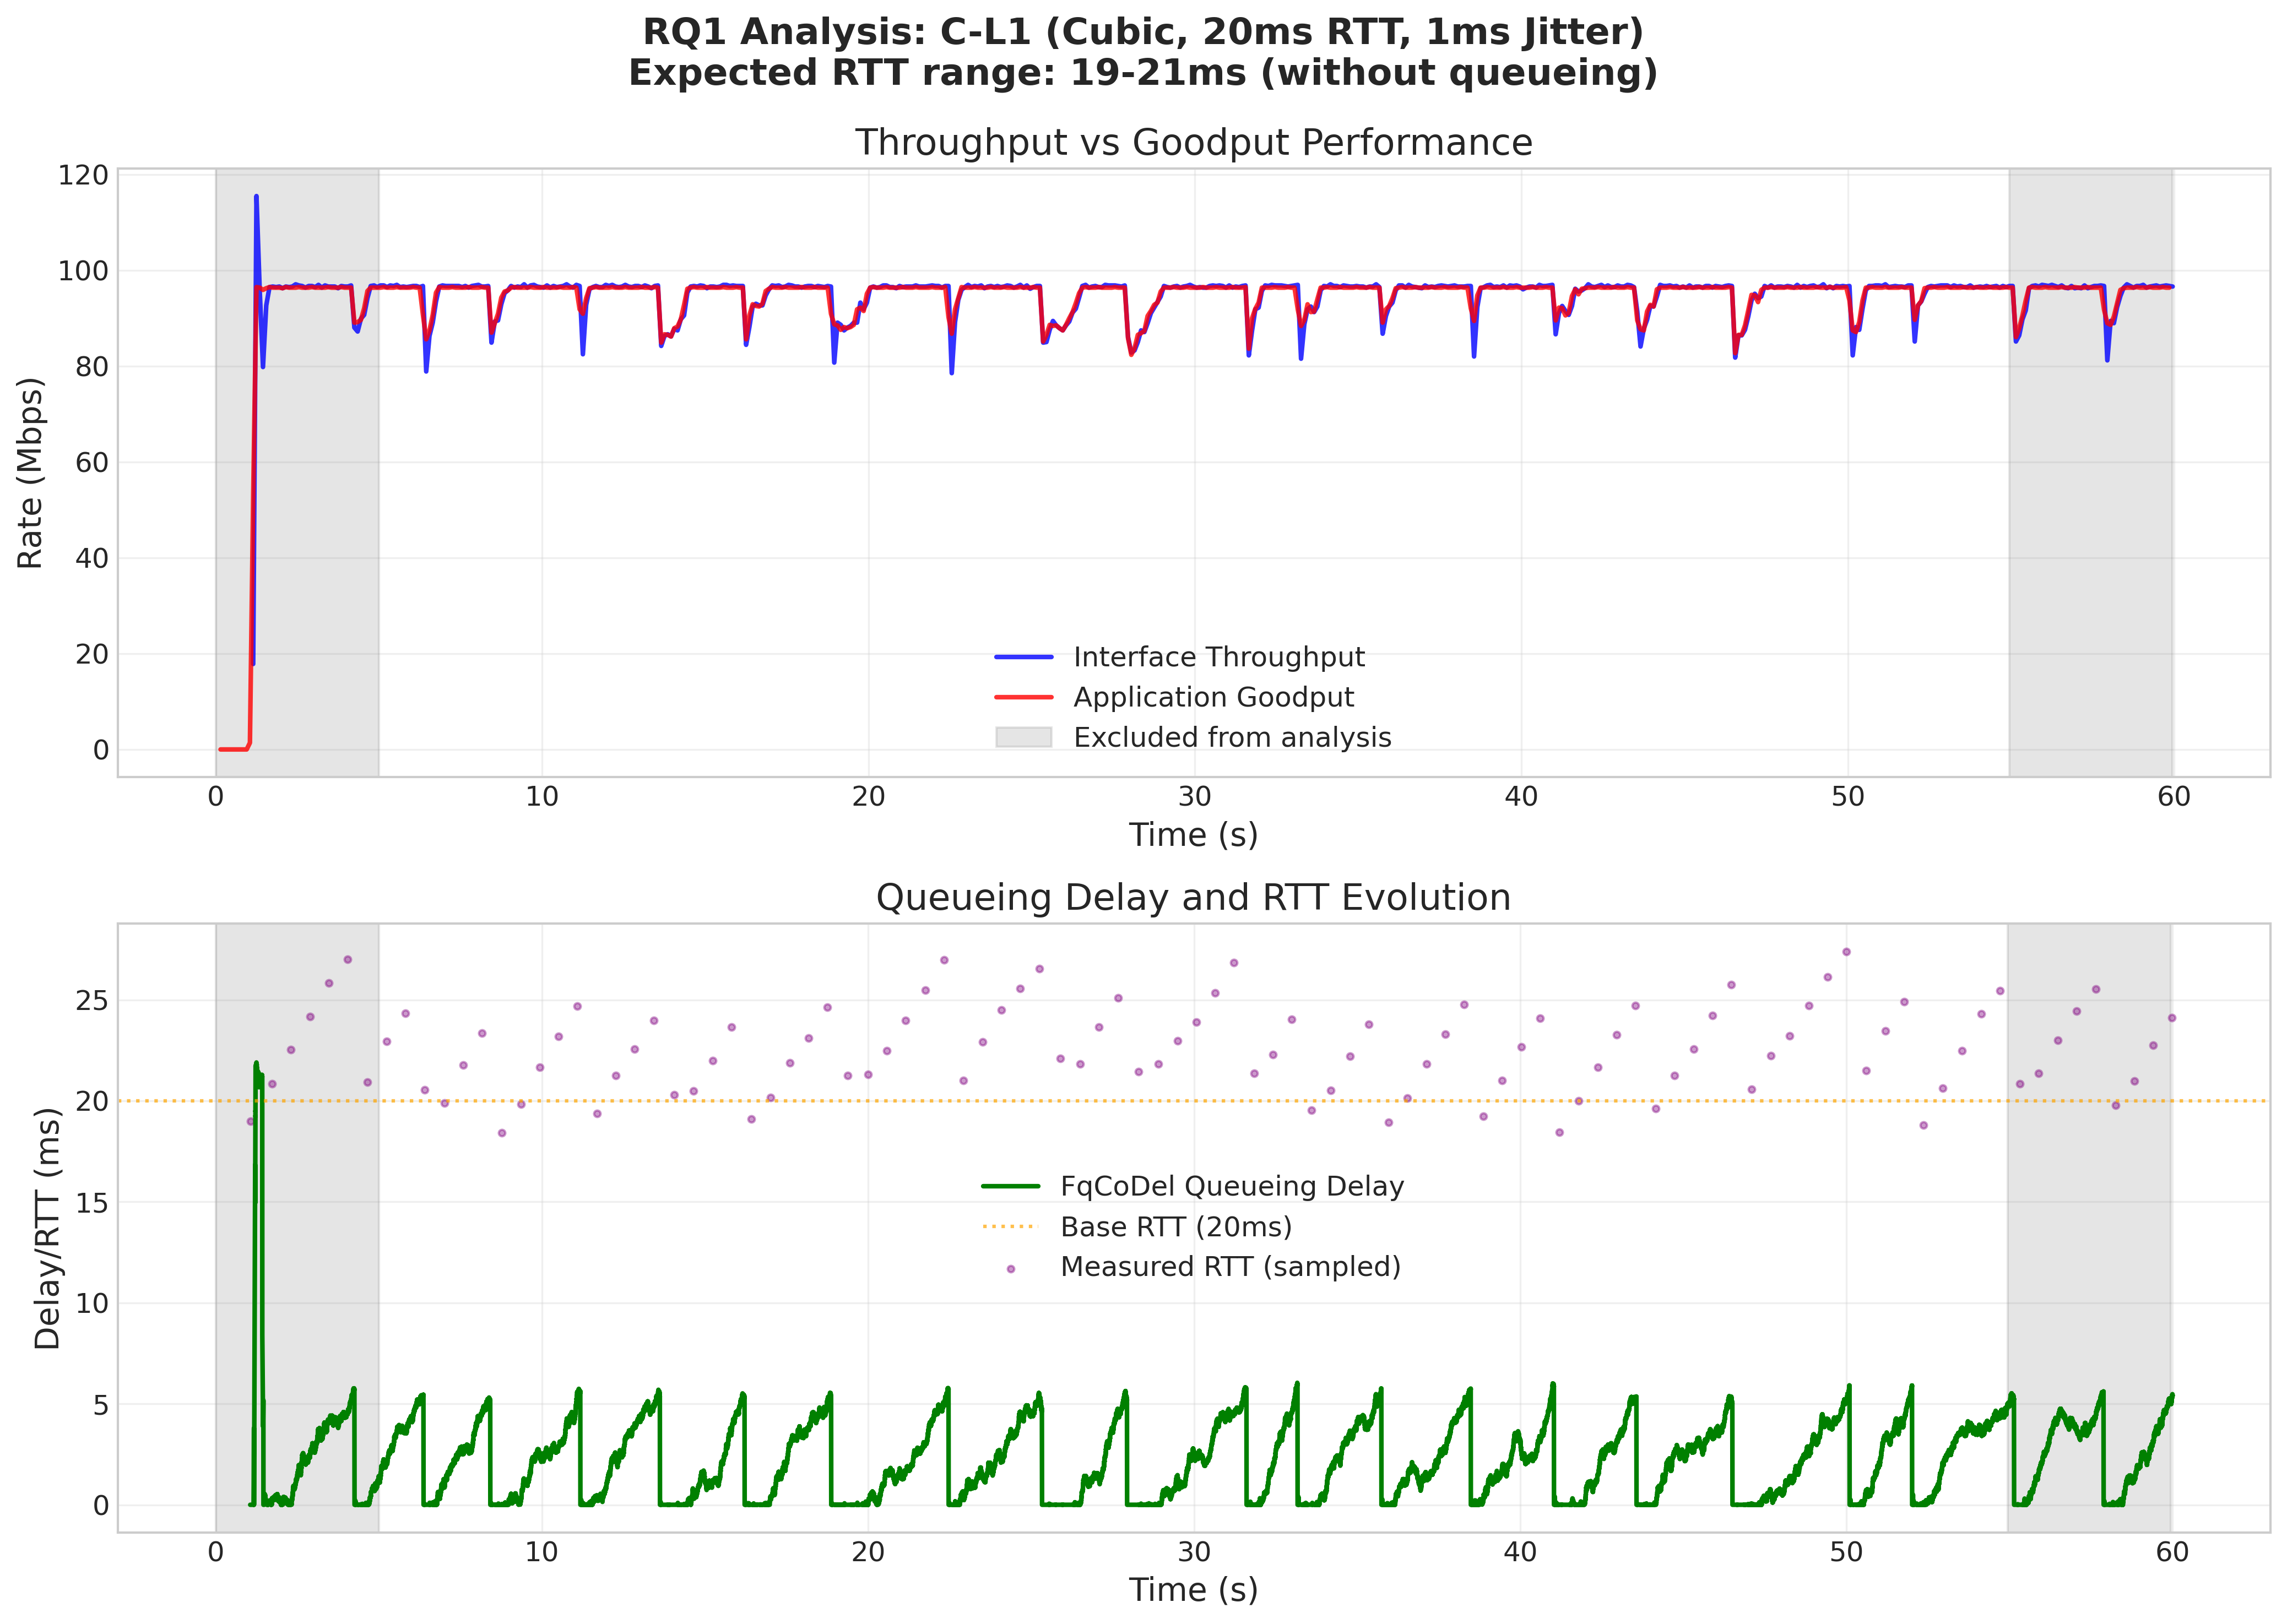 RQ1 Analysis: C-L1 (Cubic, 20ms RTT, 1ms Jitter)
Expected RTT range: 19-21ms (without queueing)
Throughput vs Goodput Performance
120
100
80
60
40
20
0
Rate (Mbps)
Interface Throughput
Application Goodput
Excluded from analysis
0 10 20 30 40 50 60
Time (s)
Queueing Delay and RTT Evolution
25
20
15
10
5
0
Delay/RTT (ms)
FqCoDel Queueing Delay
Base RTT (20ms)
Measured RTT (sampled)
0 10 20 30 40 50 60
Time (s)